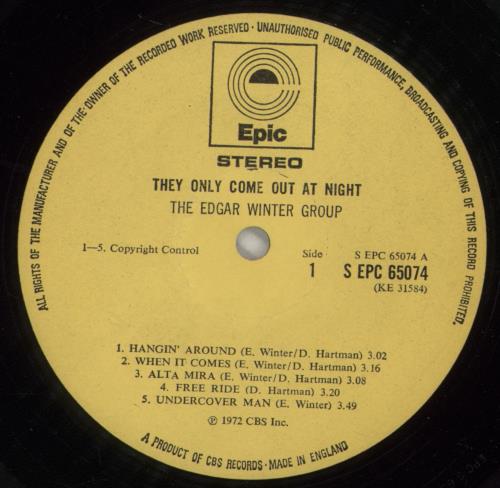 ALL RIGHTS OF THE MANUFACTURER AND OF THE OWNER OF THE RECORDED WORK RESERVED · UNAUTHORISED PUBLIC PERFORMANCE, BROADCASTING AND COPYING OF THIS RECORD PROHIBITED.
Epic
STEREO
THEY ONLY COME OUT AT NIGHT
THE EDGAR WINTER GROUP
1—5. Copyright Control
Side
1
S EPC 65074 A
S EPC 65074
(KE 31584)
1. HANGIN' AROUND (E. Winter/D. Hartman) 3.02
2. WHEN IT COMES (E. Winter/D. Hartman) 3.16
3. ALTA MIRA (E. Winter/D. Hartman) 3.08
4. FREE RIDE (D. Hartman) 3.20
5. UNDERCOVER MAN (E. Winter) 3.49
℗ 1972 CBS Inc.
A PRODUCT OF CBS RECORDS · MADE IN ENGLAND